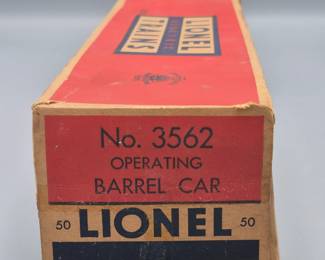 LIONEL
TRAINS
No. 3562
OPERATING
BARREL CAR
50 LIONEL 50